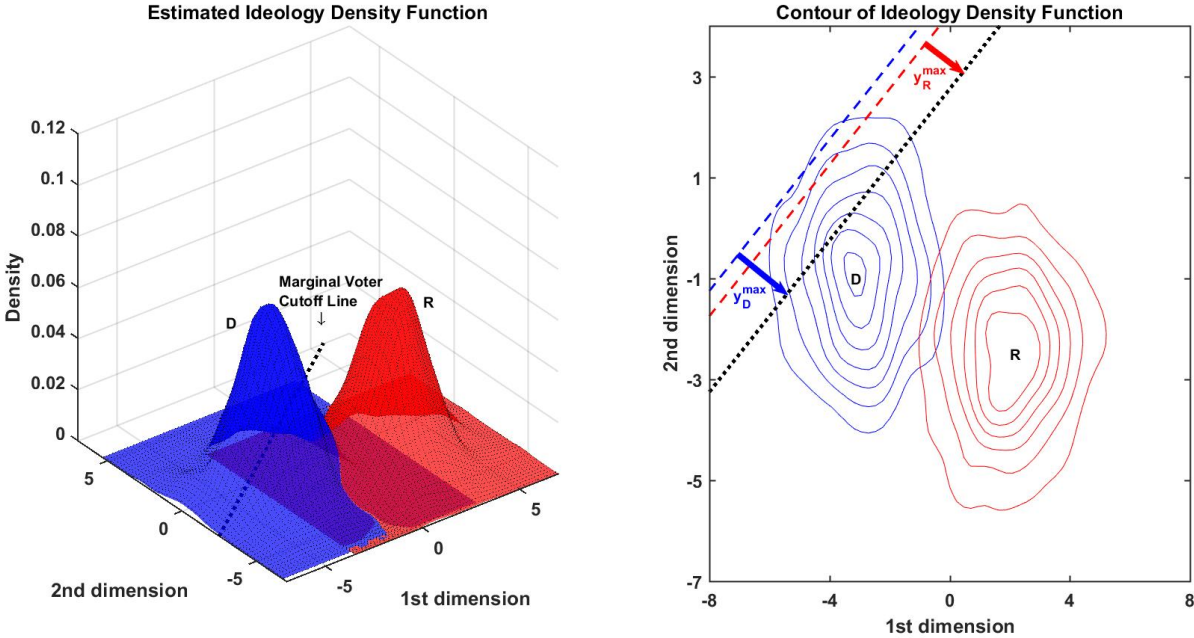 Estimated Ideology Density Function
0.12
0.1
0.08
0.06
0.04
0.02
0
Density
Marginal Voter
Cutoff Line
↓
D
R
5
0
-5
2nd dimension
-5
0
5
1st dimension
Contour of Ideology Density Function
3
1
-1
-3
-5
-7
2nd dimension
y_R^max
y_D^max
D
R
-8
-4
0
4
8
1st dimension